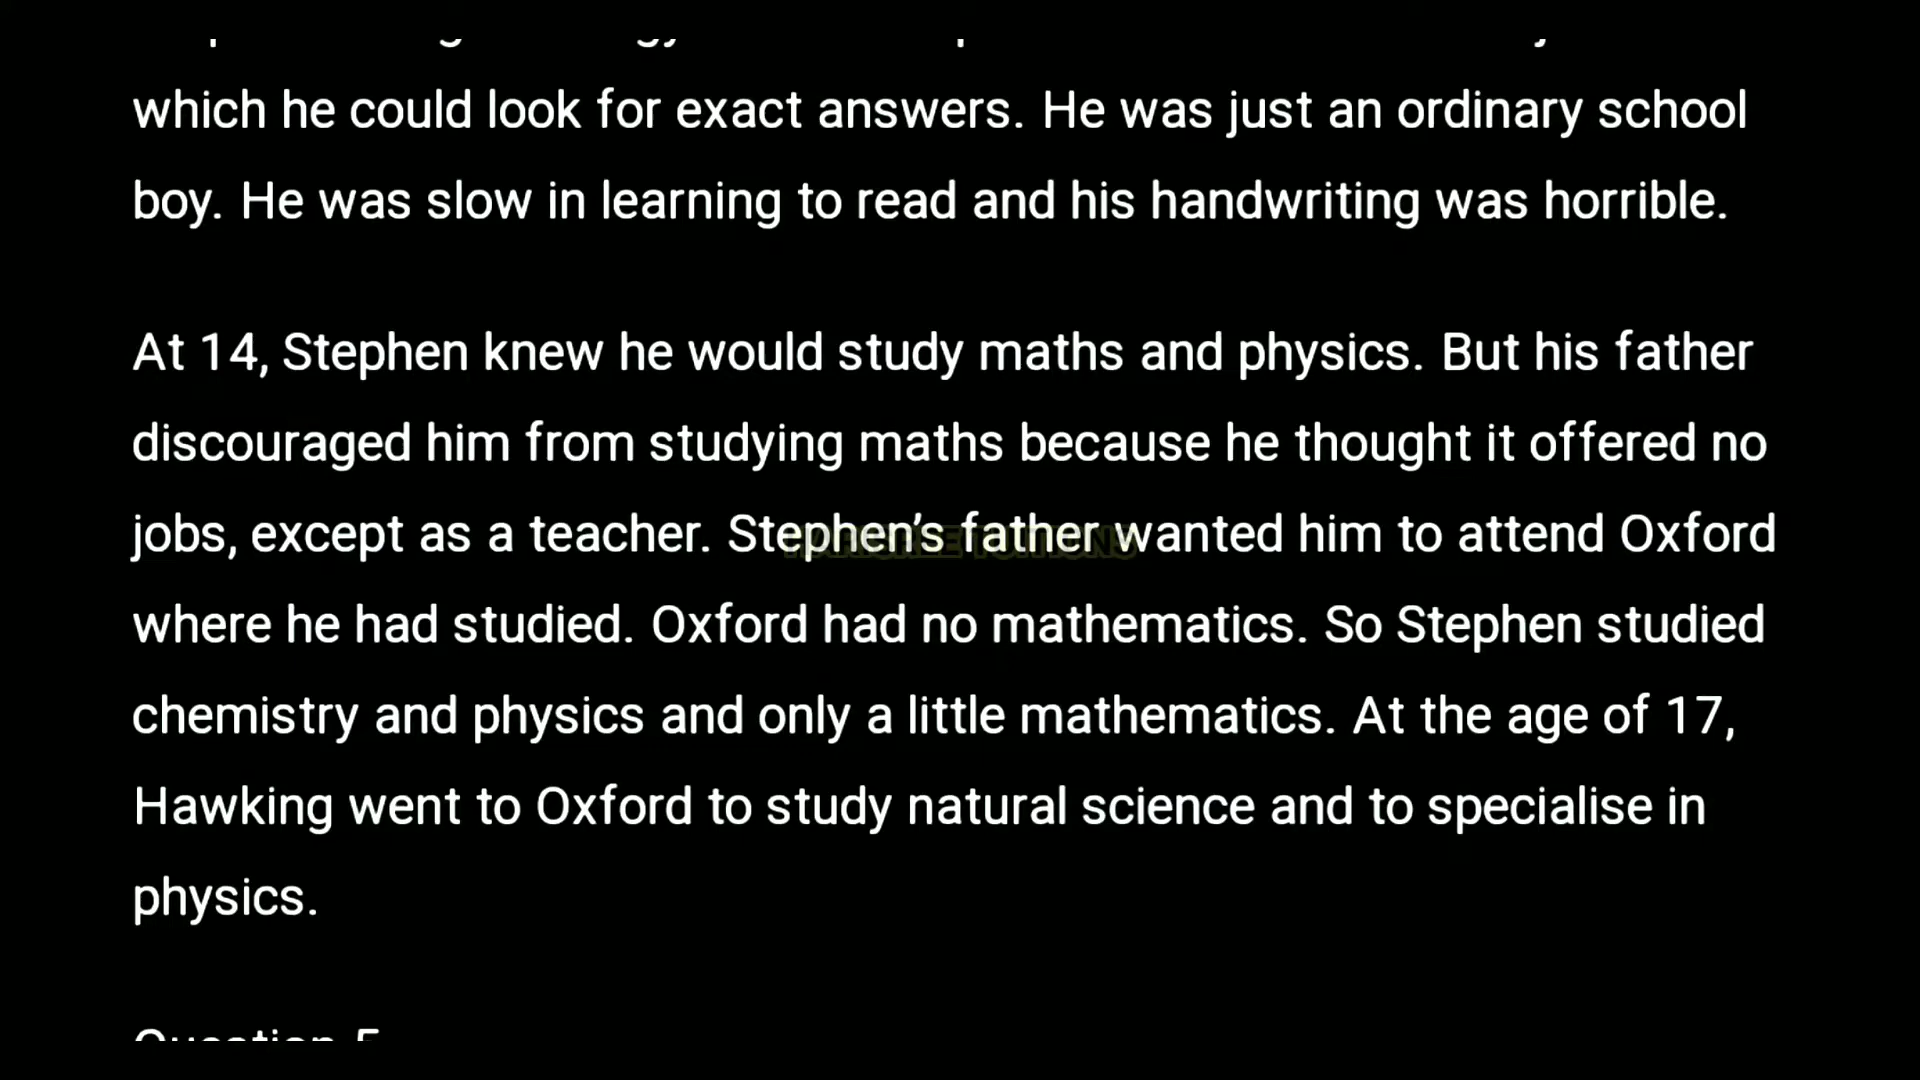 which he could look for exact answers. He was just an ordinary school
boy. He was slow in learning to read and his handwriting was horrible.
At 14, Stephen knew he would study maths and physics. But his father
discouraged him from studying maths because he thought it offered no
jobs, except as a teacher. Stephen’s father wanted him to attend Oxford
where he had studied. Oxford had no mathematics. So Stephen studied
chemistry and physics and only a little mathematics. At the age of 17,
Hawking went to Oxford to study natural science and to specialise in
physics.
Question 5